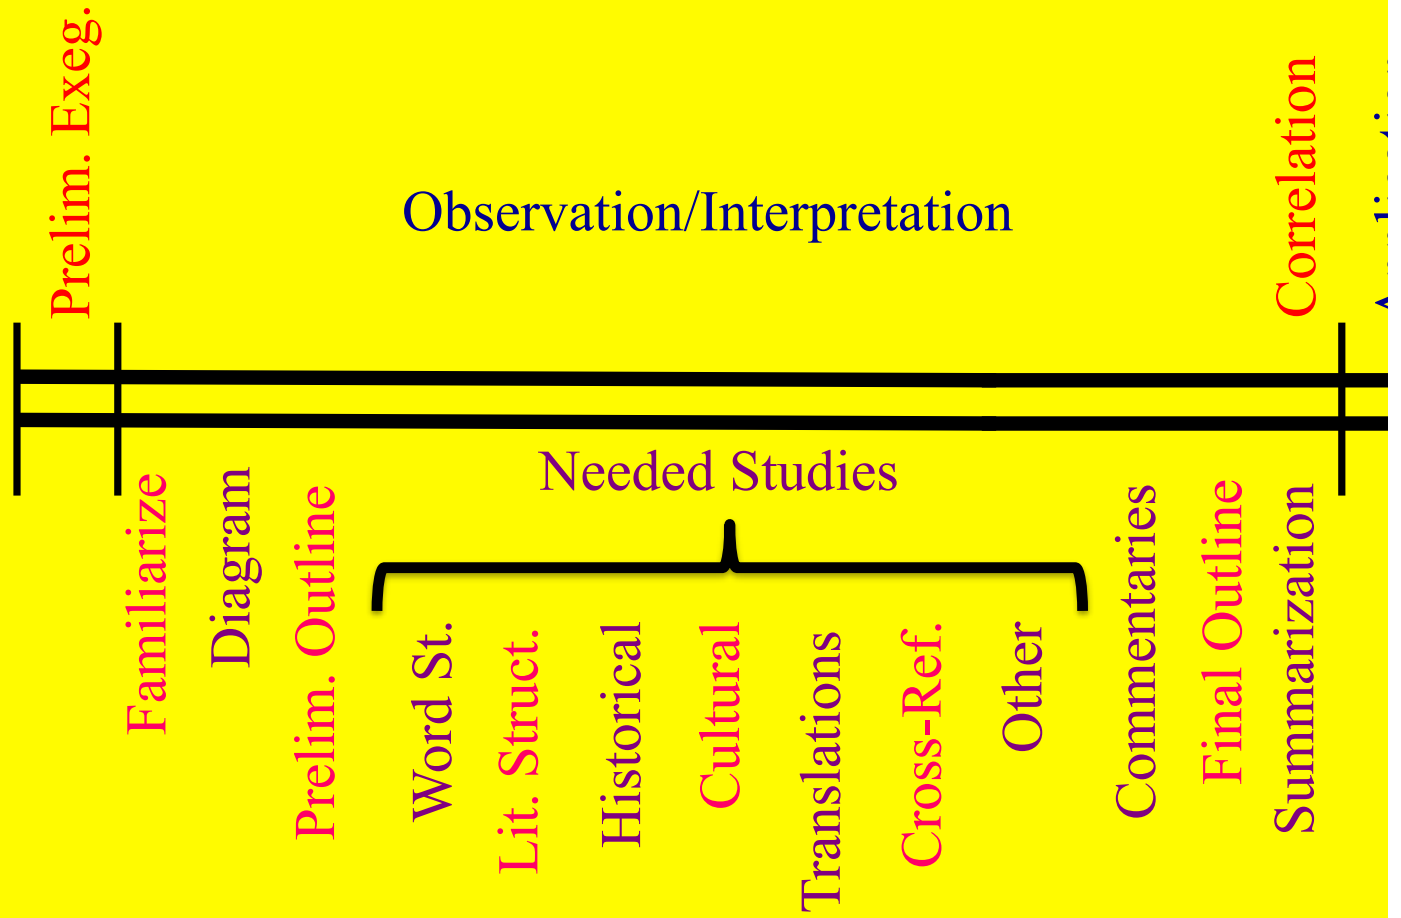 Prelim. Exeg.
Observation/Interpretation
Correlation
Needed Studies
Familiarize
Diagram
Prelim. Outline
Word St.
Lit. Struct.
Historical
Cultural
Translations
Cross-Ref.
Other
Commentaries
Final Outline
Summarization